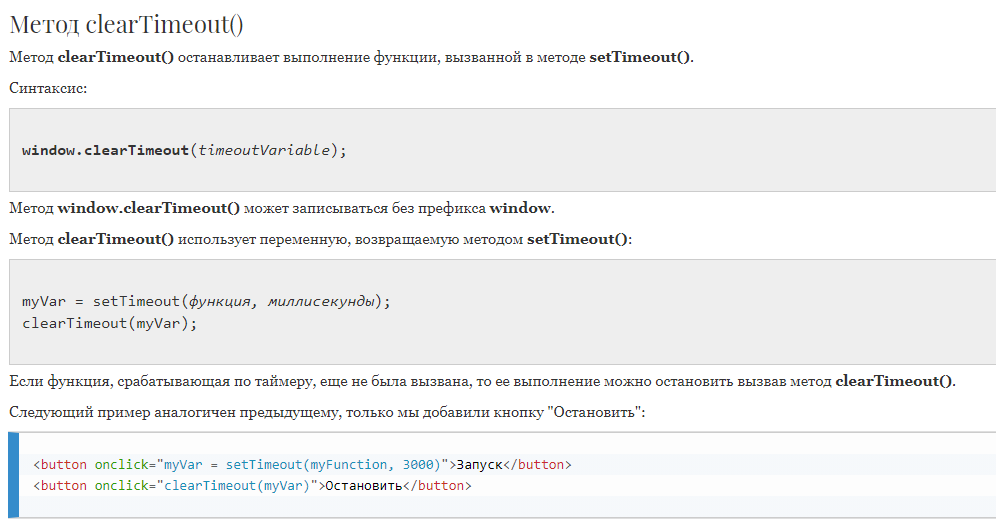 Метод clearTimeout()
Метод clearTimeout() останавливает выполнение функции, вызванной в методе setTimeout().
Синтаксис:
window.clearTimeout(timeoutVariable);
Метод window.clearTimeout() может записываться без префикса window.
Метод clearTimeout() использует переменную, возвращаемую методом setTimeout():
myVar = setTimeout(функция, миллисекунды);
clearTimeout(myVar);
Если функция, срабатывающая по таймеру, еще не была вызвана, то ее выполнение можно остановить вызвав метод clearTimeout().
Следующий пример аналогичен предыдущему, только мы добавили кнопку "Остановить":
<button onclick="myVar = setTimeout(myFunction, 3000)">Запуск</button>
<button onclick="clearTimeout(myVar)">Остановить</button>